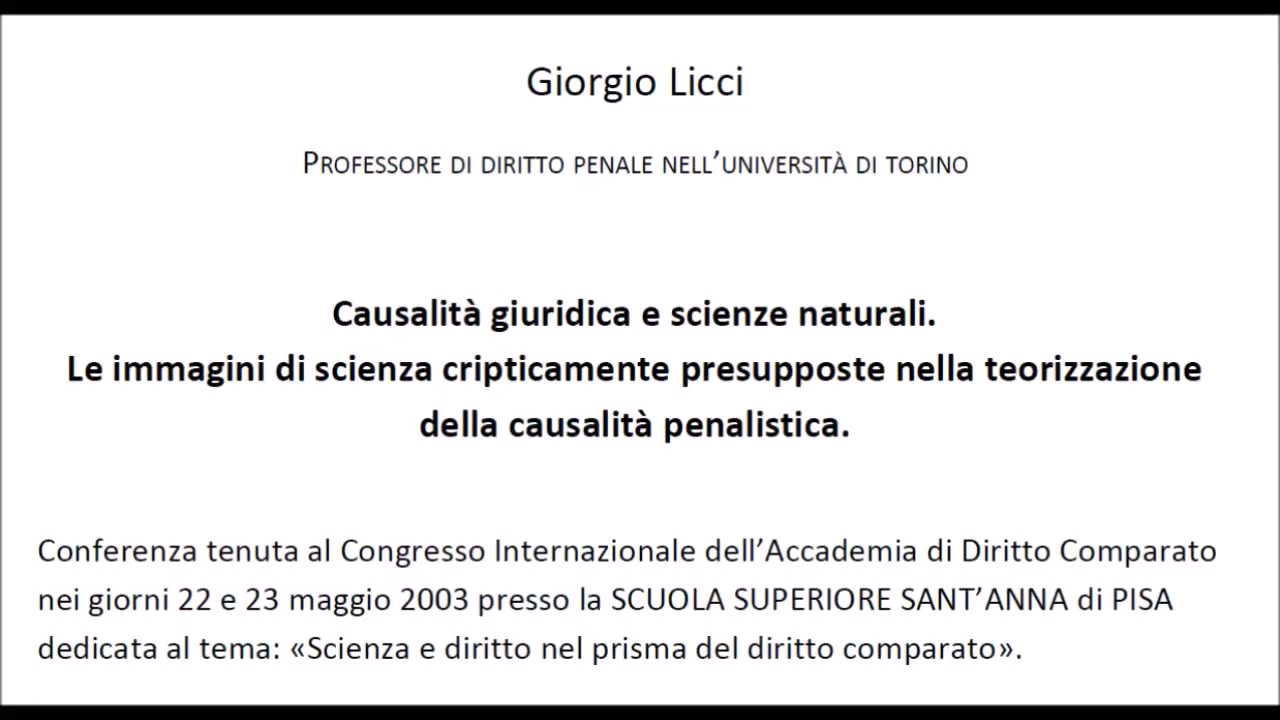 Giorgio Licci
Professore di diritto penale nell’università di torino
Causalità giuridica e scienze naturali.
Le immagini di scienza cripticamente presupposte nella teorizzazione
della causalità penalistica.
Conferenza tenuta al Congresso Internazionale dell’Accademia di Diritto Comparato
nei giorni 22 e 23 maggio 2003 presso la SCUOLA SUPERIORE SANT’ANNA di PISA
dedicata al tema: «Scienza e diritto nel prisma del diritto comparato».